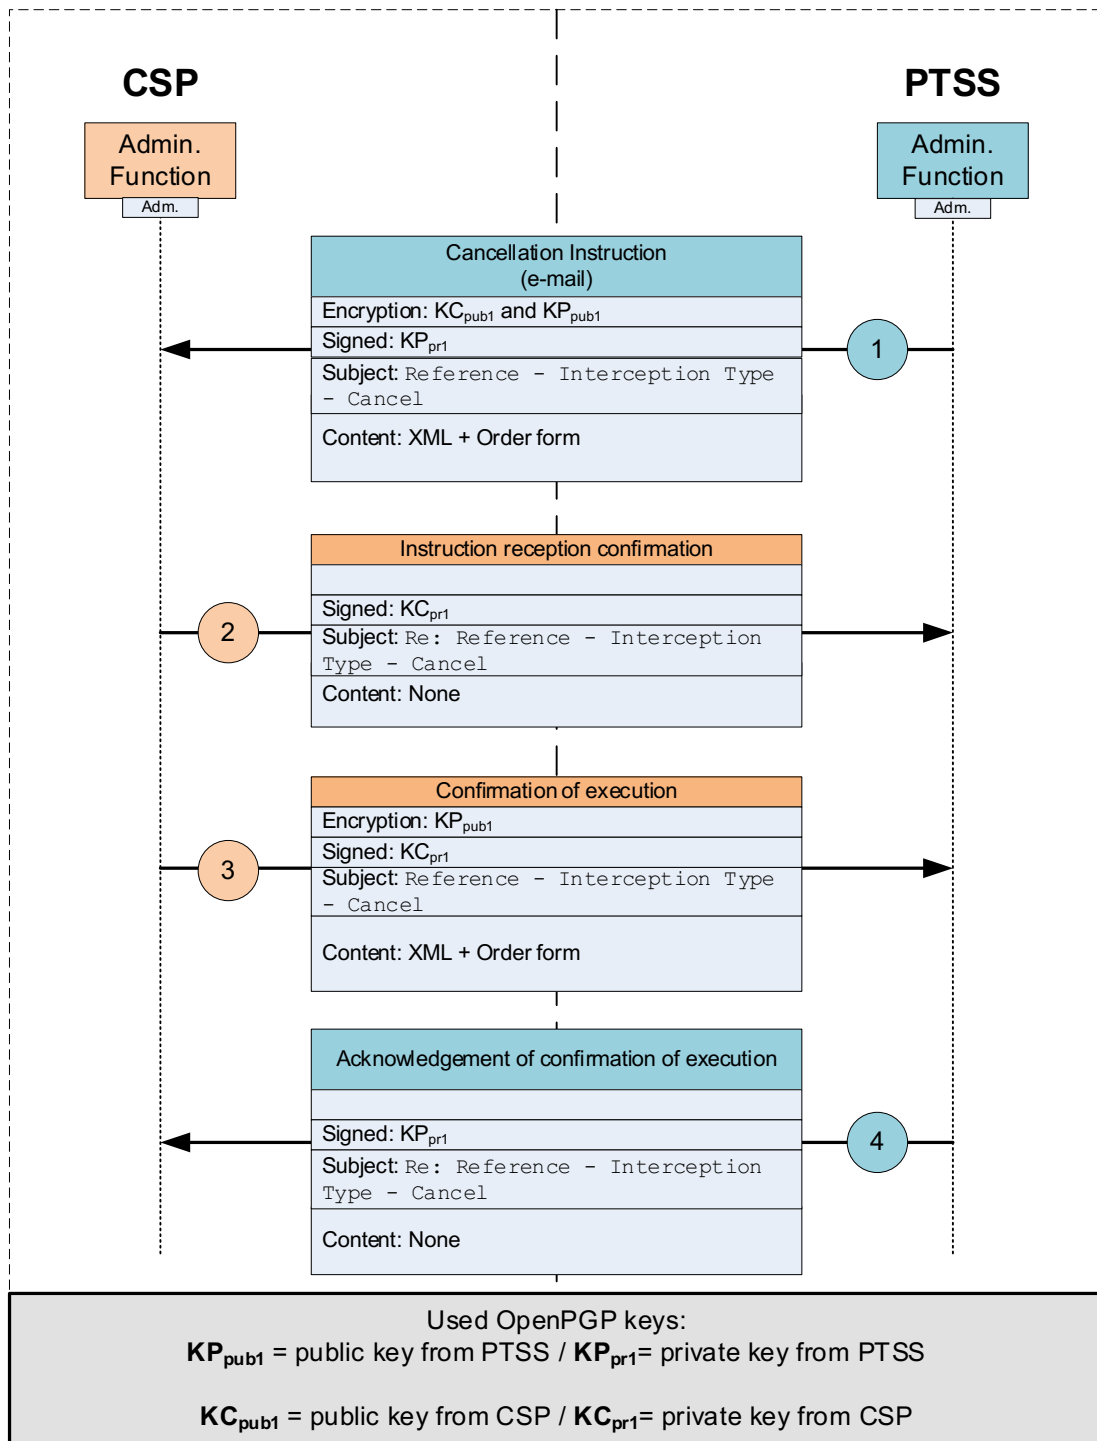 CSP
PTSS
Admin.
Function
Adm.
Admin.
Function
Adm.
Cancellation Instruction
(e-mail)
Encryption: KCpub1 and KPpub1
Signed: KPpr1
1
Subject: Reference - Interception Type
- Cancel
Content: XML + Order form
Instruction reception confirmation
Signed: KCpr1
2
Subject: Re: Reference - Interception
Type - Cancel
Content: None
Confirmation of execution
Encryption: KPpub1
Signed: KCpr1
3
Subject: Reference - Interception Type
- Cancel
Content: XML + Order form
Acknowledgement of confirmation of execution
Signed: KPpr1
4
Subject: Re: Reference - Interception
Type - Cancel
Content: None
Used OpenPGP keys:
KPpub1 = public key from PTSS / KPpr1= private key from PTSS
KCpub1 = public key from CSP / KCpr1= private key from CSP